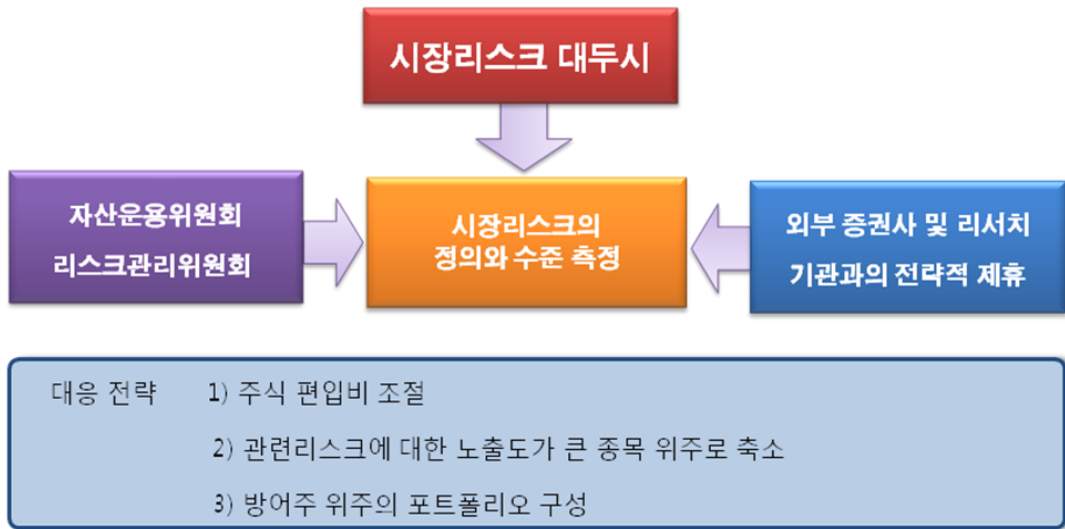 시장리스크 대두시
자산운용위원회
리스크관리위원회
시장리스크의
정의와 수준 측정
외부 증권사 및 리서치
기관과의 전략적 제휴
대응 전략 1) 주식 편입비 조절
2) 관련리스크에 대한 노출도가 큰 종목 위주로 축소
3) 방어주 위주의 포트폴리오 구성